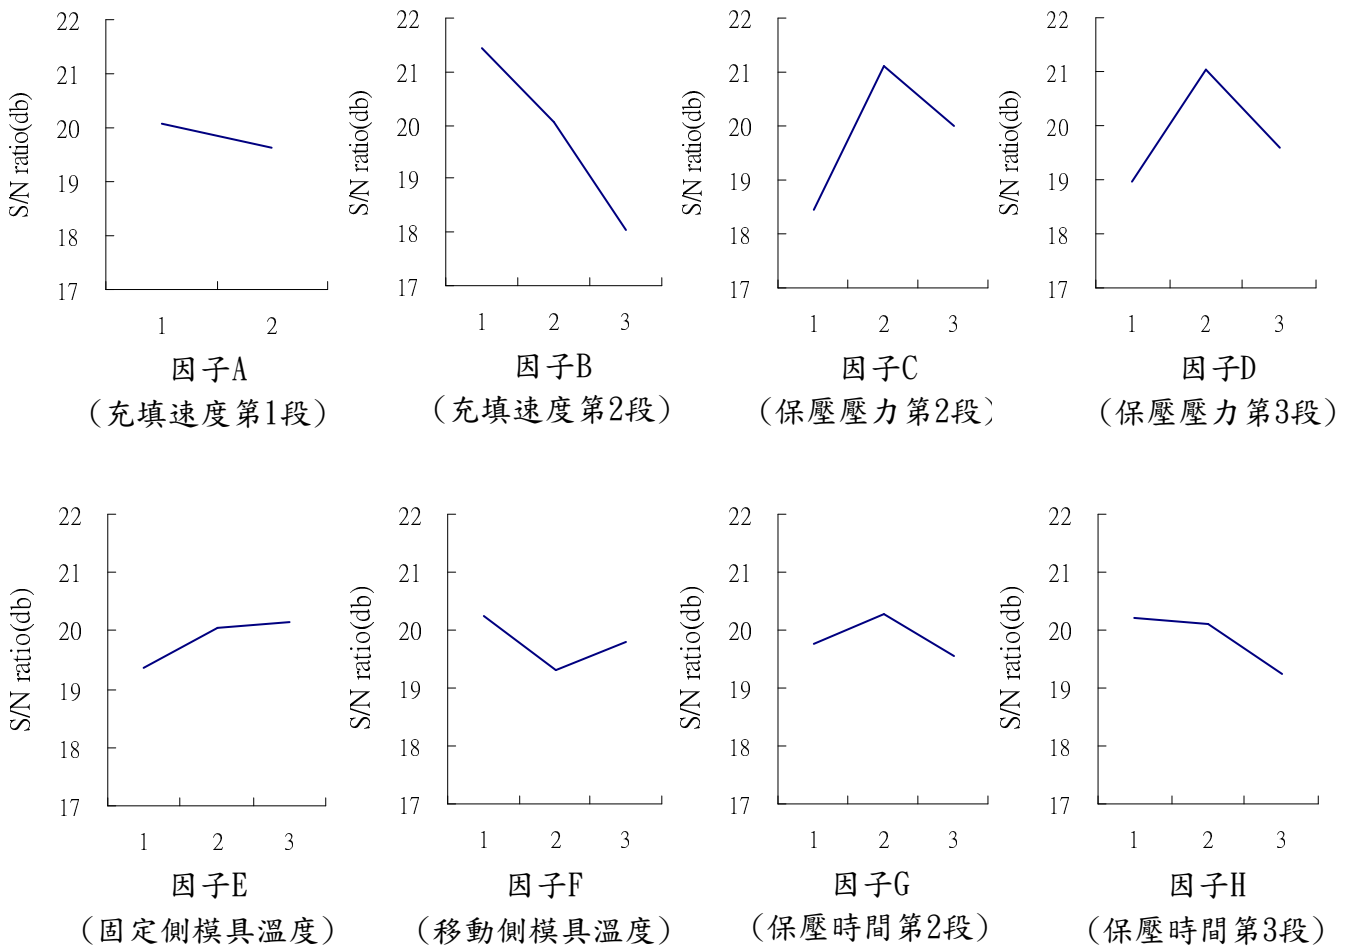 22
21
20
19
18
17
S/N ratio(db)
1 2
因子A
(充填速度第1段)
22
21
20
19
18
17
S/N ratio(db)
1 2 3
因子B
(充填速度第2段)
22
21
20
19
18
17
S/N ratio(db)
1 2 3
因子C
(保壓壓力第2段)
22
21
20
19
18
17
S/N ratio(db)
1 2 3
因子D
(保壓壓力第3段)
22
21
20
19
18
17
S/N ratio(db)
1 2 3
因子E
(固定側模具溫度)
22
21
20
19
18
17
S/N ratio(db)
1 2 3
因子F
(移動側模具溫度)
22
21
20
19
18
17
S/N ratio(db)
1 2 3
因子G
(保壓時間第2段)
22
21
20
19
18
17
S/N ratio(db)
1 2 3
因子H
(保壓時間第3段)